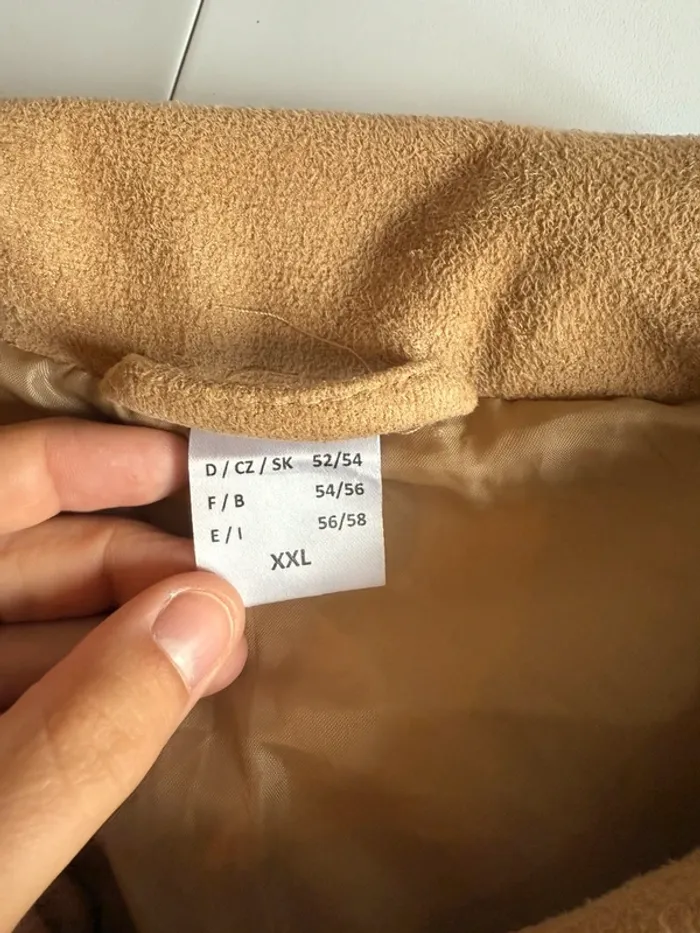 D / CZ / SK 52/54
F / B 54/56
E / I 56/58
XXL